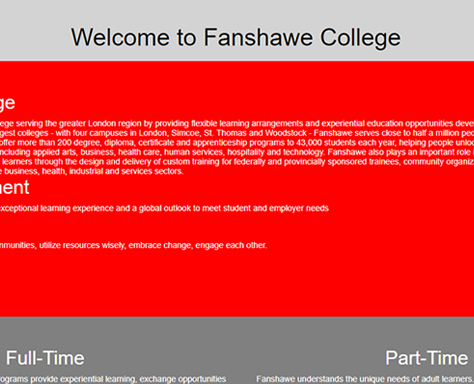 Welcome to Fanshawe College
ge
ege serving the greater London region by providing flexible learning arrangements and experiential education opportunities deve
gest colleges - with four campuses in London, Simcoe, St. Thomas and Woodstock - Fanshawe serves close to half a million peo
offer more than 200 degree, diploma, certificate and apprenticeship programs to 43,000 students each year, helping people unloc
including applied arts, business, health care, human services, hospitality and technology. Fanshawe also plays an important role i
learners through the design and delivery of custom training for federally and provincially sponsored trainees, community organiz
e business, health, industrial and services sectors.
ment
exceptional learning experience and a global outlook to meet student and employer needs
mmunities, utilize resources wisely, embrace change, engage each other.
Full-Time
Part-Time
rograms provide experiential learning, exchange opportunities
Fanshawe understands the unique needs of adult learners,